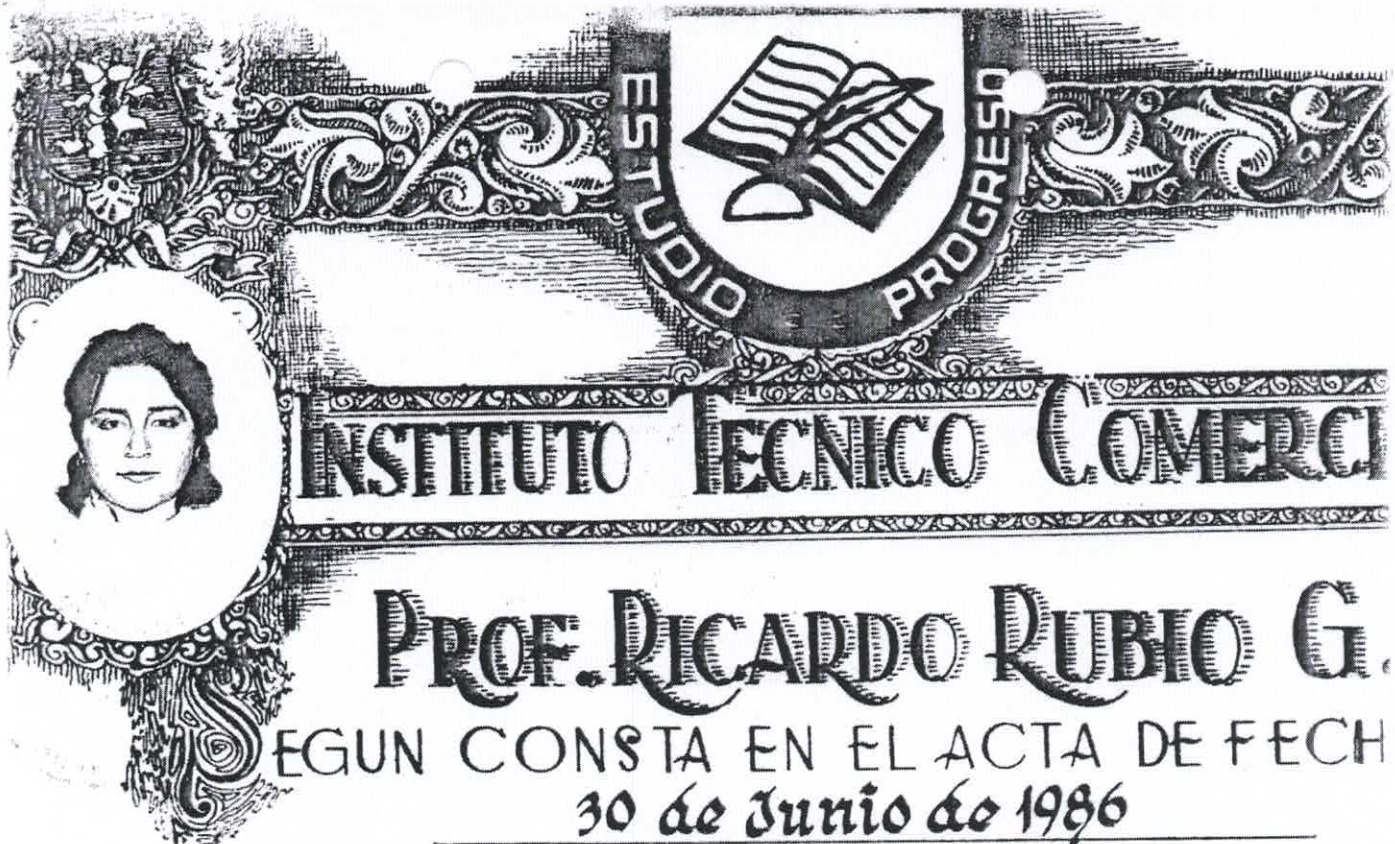 ESTUDIO PROGRESO
INSTITUTO TECNICO COMERCI
PROF. RICARDO RUBIO G.
SEGUN CONSTA EN EL ACTA DE FECH
30 de Junio de 1986